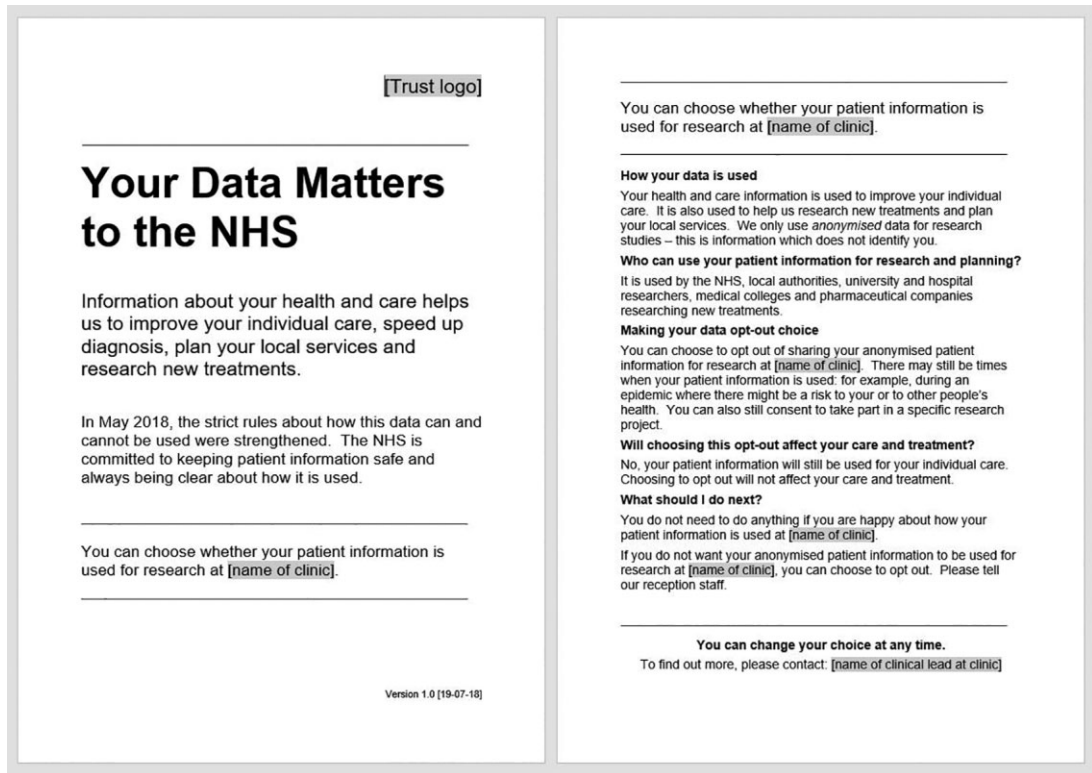 [Trust logo]
Your Data Matters
to the NHS
Information about your health and care helps
us to improve your individual care, speed up
diagnosis, plan your local services and
research new treatments.
In May 2018, the strict rules about how this data can and
cannot be used were strengthened.  The NHS is
committed to keeping patient information safe and
always being clear about how it is used.
You can choose whether your patient information is
used for research at [name of clinic].
Version 1.0 [19-07-18]
You can choose whether your patient information is
used for research at [name of clinic].
How your data is used
Your health and care information is used to improve your individual
care.  It is also used to help us research new treatments and plan
your local services.  We only use anonymised data for research
studies – this is information which does not identify you.
Who can use your patient information for research and planning?
It is used by the NHS, local authorities, university and hospital
researchers, medical colleges and pharmaceutical companies
researching new treatments.
Making your data opt-out choice
You can choose to opt out of sharing your anonymised patient
information for research at [name of clinic].  There may still be times
when your patient information is used: for example, during an
epidemic where there might be a risk to your or to other people's
health.  You can also still consent to take part in a specific research
project.
Will choosing this opt-out affect your care and treatment?
No, your patient information will still be used for your individual care.
Choosing to opt out will not affect your care and treatment.
What should I do next?
You do not need to do anything if you are happy about how your
patient information is used at [name of clinic].
If you do not want your anonymised patient information to be used for
research at [name of clinic], you can choose to opt out.  Please tell
our reception staff.
You can change your choice at any time.
To find out more, please contact: [name of clinical lead at clinic]